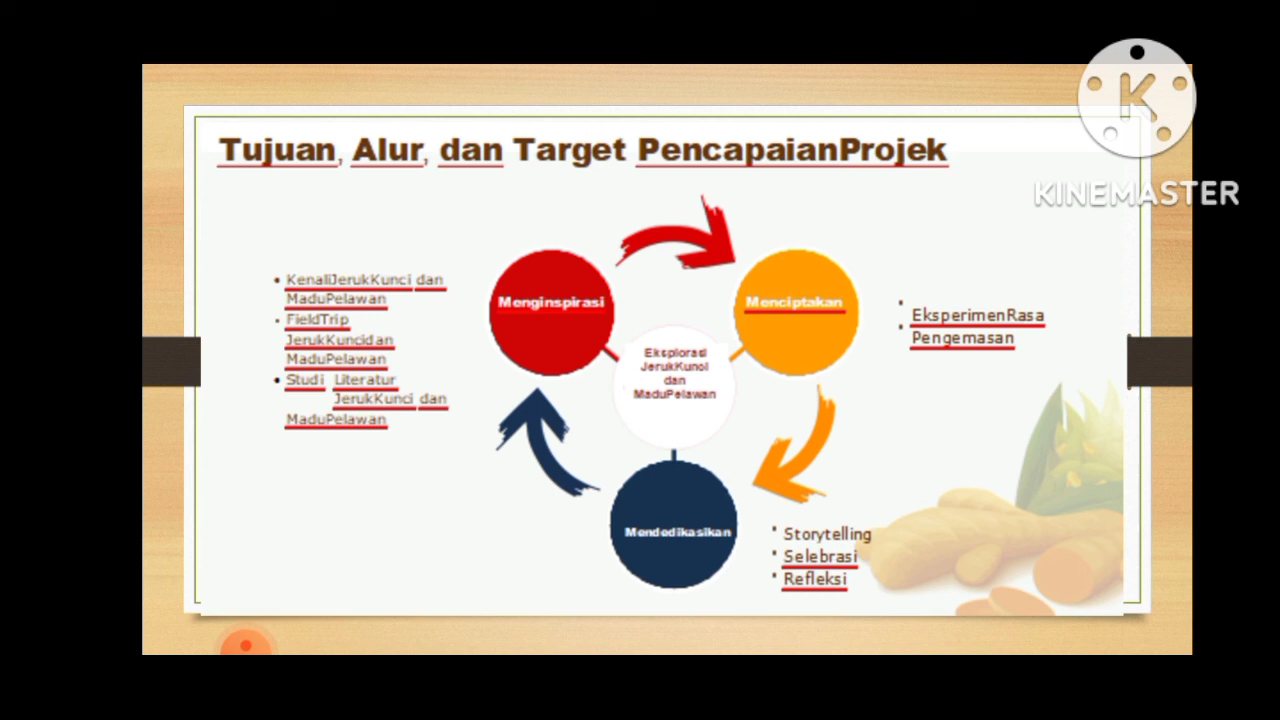 Tujuan, Alur, dan Target PencapaianProjek
K
KINEMASTER
• KenaliJerukKunci dan
MaduPelawan
• FieldTrip
JerukKuncidan
MaduPelawan
• Studi Literatur
JerukKunci dan
MaduPelawan
Menginspirasi
Menciptakan
EksperimenRasa
Pengemasan
Eksplorasi
JerukKunci
dan
MaduPelawan
Mendedikasikan
Storytelling
Selebrasi
Refleksi